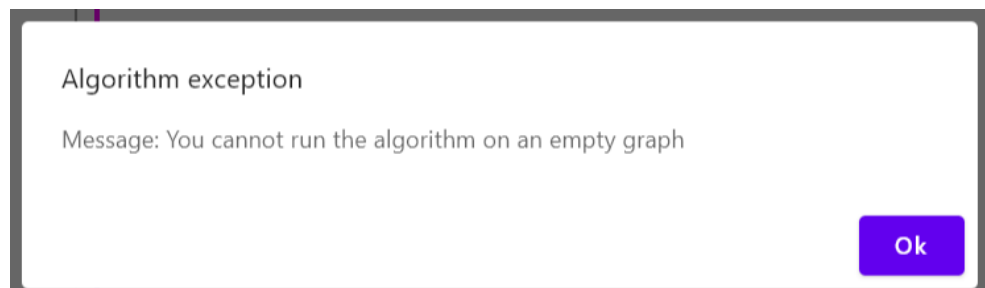 Algorithm exception
Message: You cannot run the algorithm on an empty graph
Ok